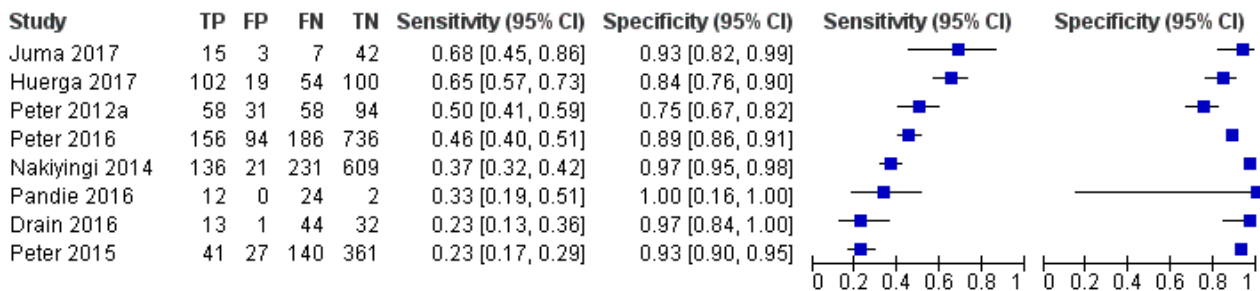 Study TP FP FN TN Sensitivity (95% CI) Specificity (95% CI) Sensitivity (95% CI) Specificity (95% CI)
Juma 2017 15 3 7 42 0.68 [0.45, 0.86] 0.93 [0.82, 0.99]
Huerga 2017 102 19 54 100 0.65 [0.57, 0.73] 0.84 [0.76, 0.90]
Peter 2012a 58 31 58 94 0.50 [0.41, 0.59] 0.75 [0.67, 0.82]
Peter 2016 156 94 186 736 0.46 [0.40, 0.51] 0.89 [0.86, 0.91]
Nakiyingi 2014 136 21 231 609 0.37 [0.32, 0.42] 0.97 [0.95, 0.98]
Pandie 2016 12 0 24 2 0.33 [0.19, 0.51] 1.00 [0.16, 1.00]
Drain 2016 13 1 44 32 0.23 [0.13, 0.36] 0.97 [0.84, 1.00]
Peter 2015 41 27 140 361 0.23 [0.17, 0.29] 0.93 [0.90, 0.95]
0 0.2 0.4 0.6 0.8 1 0 0.2 0.4 0.6 0.8 1